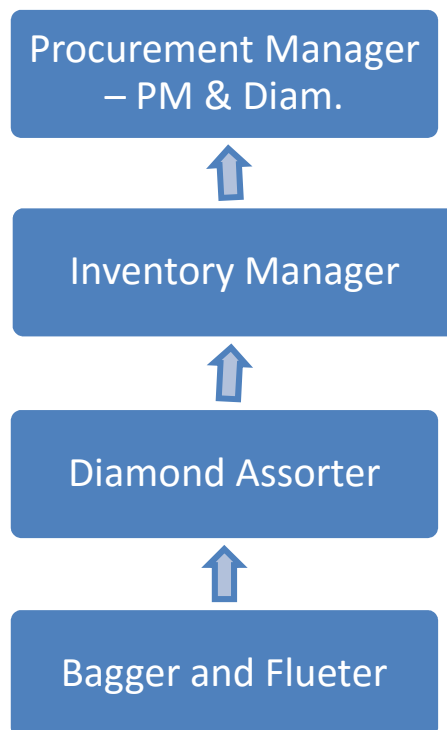 Procurement Manager
– PM & Diam.
Inventory Manager
Diamond Assorter
Bagger and Flueter